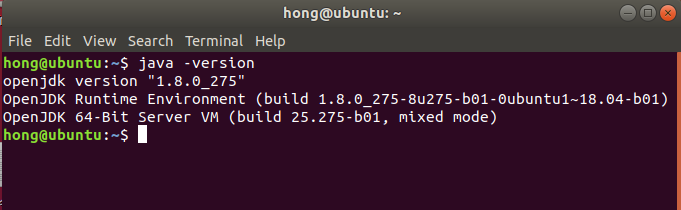 hong@ubuntu: ~
File Edit View Search Terminal Help
hong@ubuntu:~$ java -version
openjdk version "1.8.0_275"
OpenJDK Runtime Environment (build 1.8.0_275-8u275-b01-0ubuntu1~18.04-b01)
OpenJDK 64-Bit Server VM (build 25.275-b01, mixed mode)
hong@ubuntu:~$